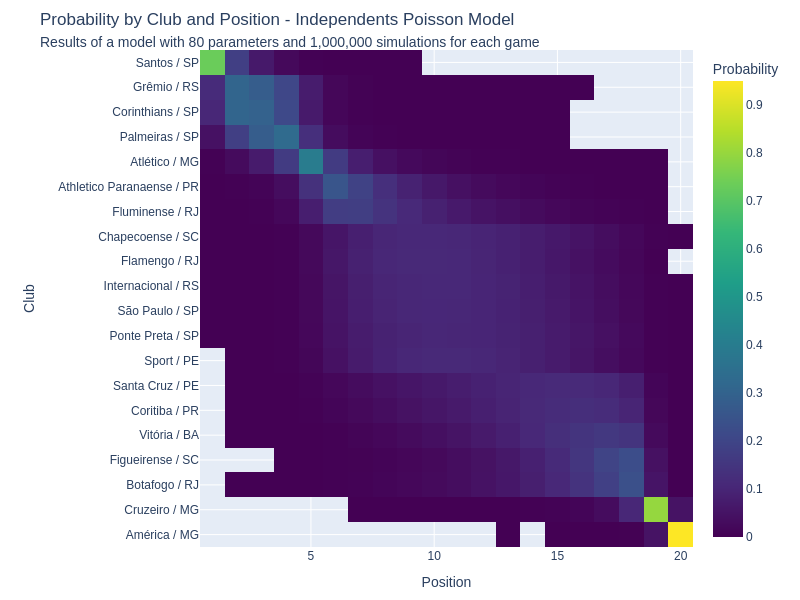 Probability by Club and Position - Independents Poisson Model
Results of a model with 80 parameters and 1,000,000 simulations for each game
Probability
Santos / SP
Grêmio / RS
Corinthians / SP
Palmeiras / SP
Atlético / MG
Athletico Paranaense / PR
Fluminense / RJ
Chapecoense / SC
Flamengo / RJ
Internacional / RS
São Paulo / SP
Ponte Preta / SP
Sport / PE
Santa Cruz / PE
Coritiba / PR
Vitória / BA
Figueirense / SC
Botafogo / RJ
Cruzeiro / MG
América / MG
Club
5
10
15
20
Position
0.9
0.8
0.7
0.6
0.5
0.4
0.3
0.2
0.1
0